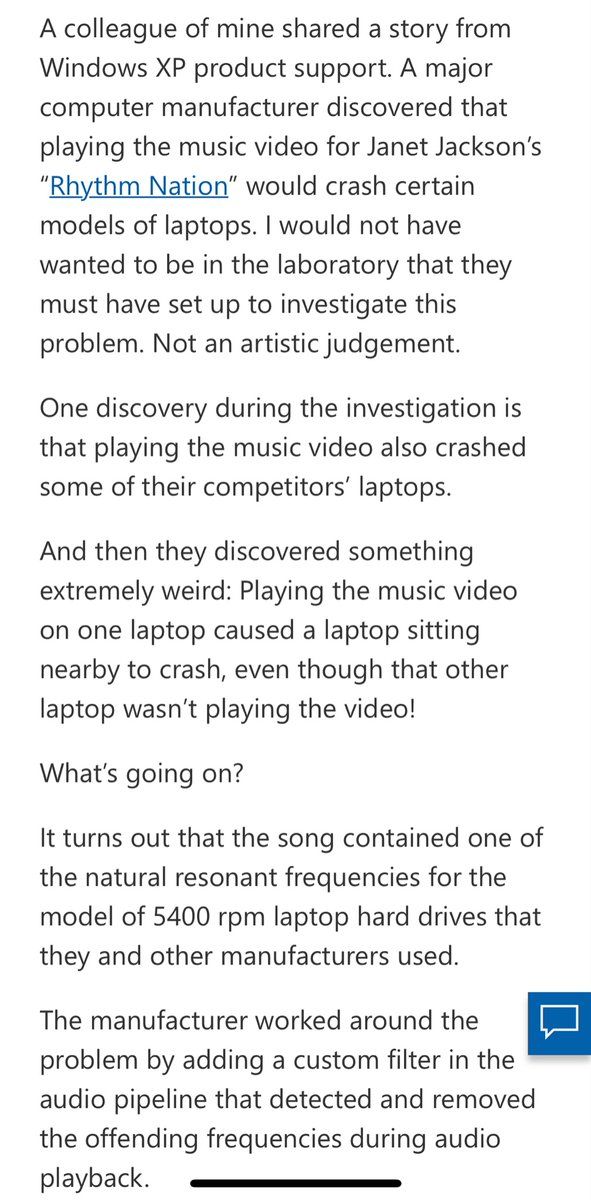 A colleague of mine shared a story from
Windows XP product support. A major
computer manufacturer discovered that
playing the music video for Janet Jackson’s
“Rhythm Nation” would crash certain
models of laptops. I would not have
wanted to be in the laboratory that they
must have set up to investigate this
problem. Not an artistic judgement.
One discovery during the investigation is
that playing the music video also crashed
some of their competitors’ laptops.
And then they discovered something
extremely weird: Playing the music video
on one laptop caused a laptop sitting
nearby to crash, even though that other
laptop wasn’t playing the video!
What’s going on?
It turns out that the song contained one of
the natural resonant frequencies for the
model of 5400 rpm laptop hard drives that
they and other manufacturers used.
The manufacturer worked around the
problem by adding a custom filter in the
audio pipeline that detected and removed
the offending frequencies during audio
playback.